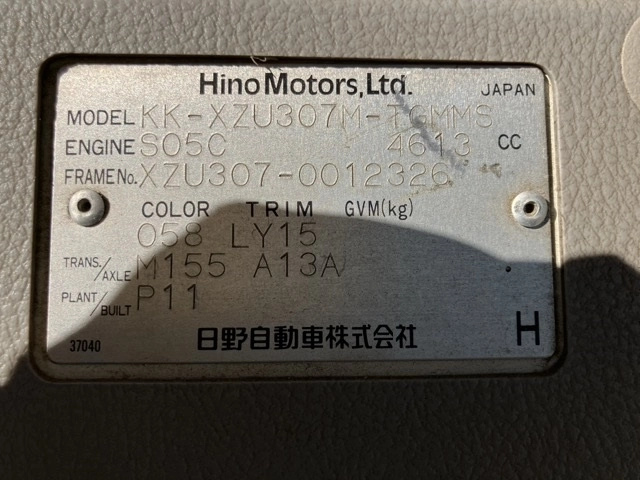 Hino Motors, Ltd. JAPAN
MODEL KK-XZU307M-TGMMS
ENGINE S05C 4613 CC
FRAME No. XZU307-0012326
COLOR TRIM GVM(kg)
058 LY15
TRANS./AXLE M155 A13A
PLANT/BUILT P11
37040 日野自動車株式会社 H